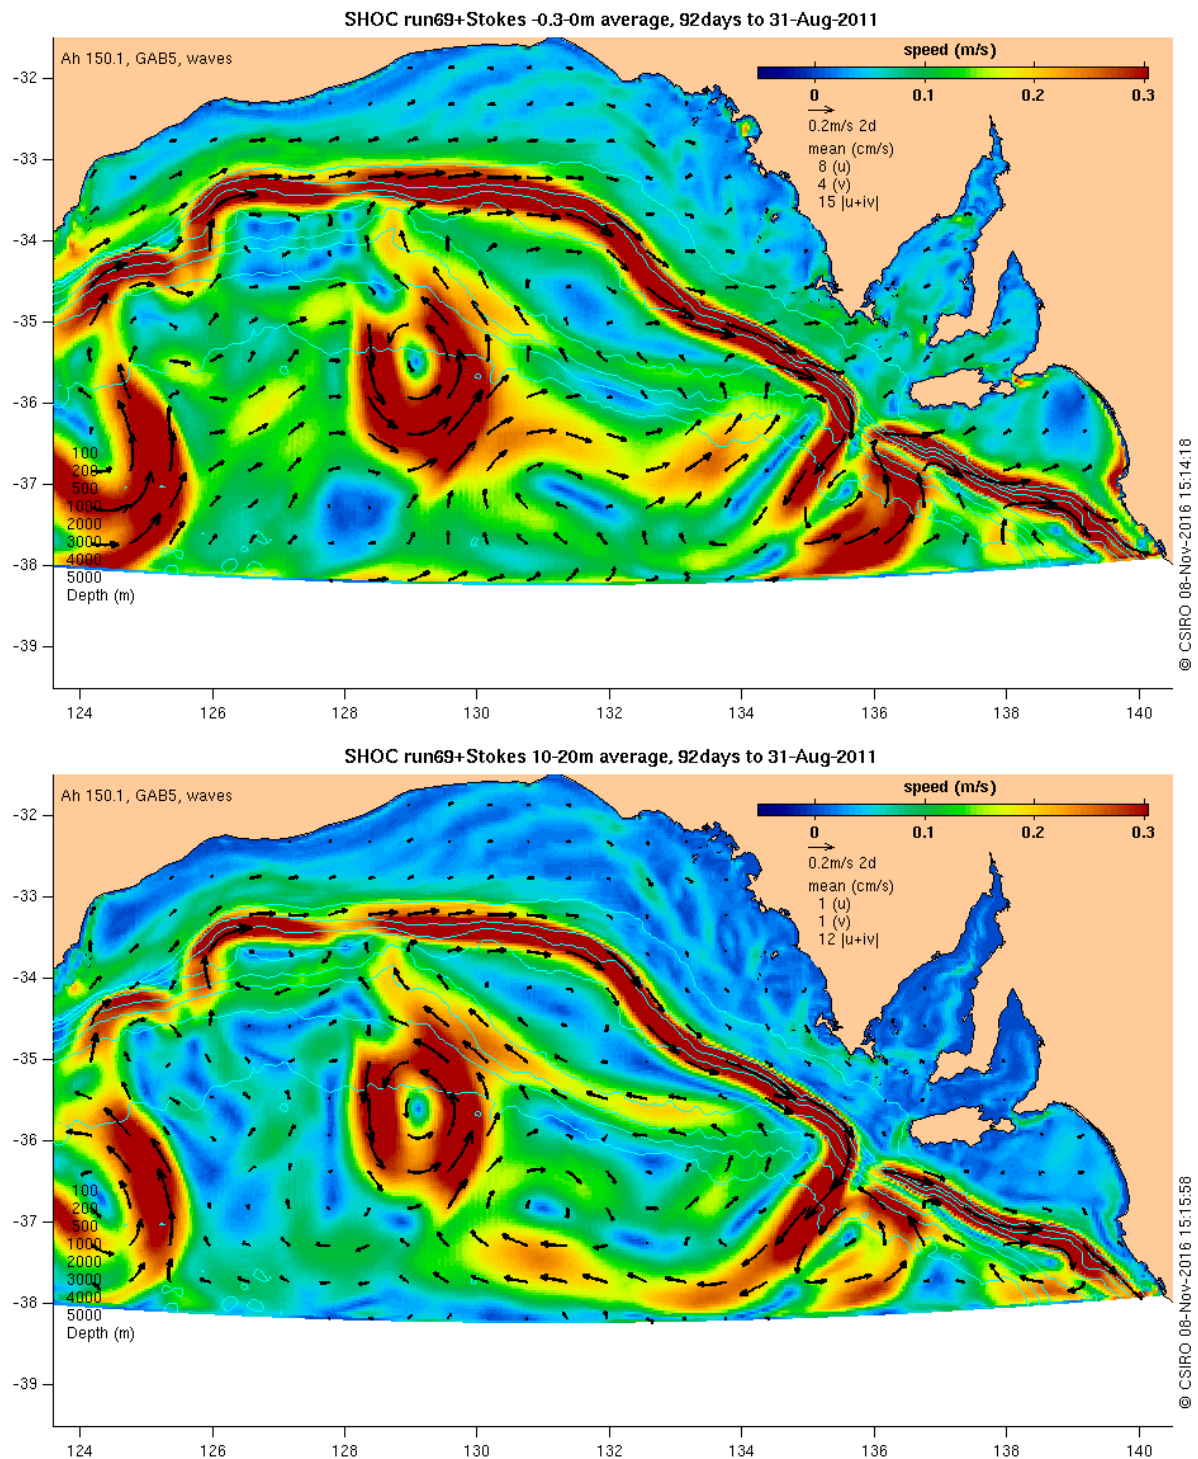 SHOC run69+Stokes -0.3-0m average, 92days to 31-Aug-2011
Ah 150.1, GAB5, waves
speed (m/s)
0 0.1 0.2 0.3
0.2m/s 2d
mean (cm/s)
8 (u)
4 (v)
15 |u+iv|
-32
-33
-34
-35
-36
-37
-38
-39
100
200
500
1000
2000
3000
4000
5000
Depth (m)
124 126 128 130 132 134 136 138 140
© CSIRO 08-Nov-2016 15:14:18
SHOC run69+Stokes 10-20m average, 92days to 31-Aug-2011
Ah 150.1, GAB5, waves
speed (m/s)
0 0.1 0.2 0.3
0.2m/s 2d
mean (cm/s)
1 (u)
1 (v)
12 |u+iv|
-32
-33
-34
-35
-36
-37
-38
-39
100
200
500
1000
2000
3000
4000
5000
Depth (m)
124 126 128 130 132 134 136 138 140
© CSIRO 08-Nov-2016 15:15:58